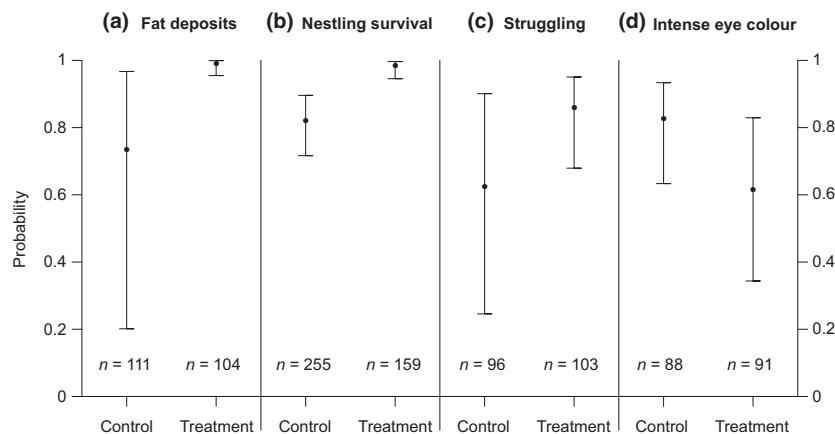 (a) Fat deposits (b) Nestling survival (c) Struggling (d) Intense eye colour
1 1
0.8 0.8
0.6 0.6
Probability
0.4 0.4
0.2 0.2
n = 111 n = 104 n = 255 n = 159 n = 96 n = 103 n = 88 n = 91
0 0
Control Treatment Control Treatment Control Treatment Control Treatment